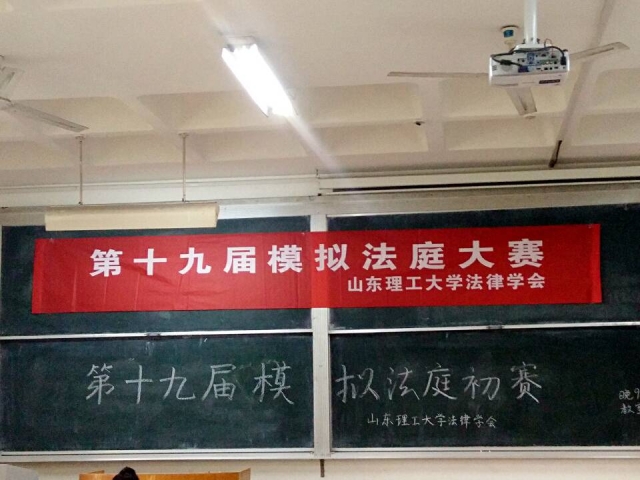 第十九届模拟法庭大赛
山东理工大学法律学会
第十九届模拟法庭初赛
山东理工大学法律学会
晚
教